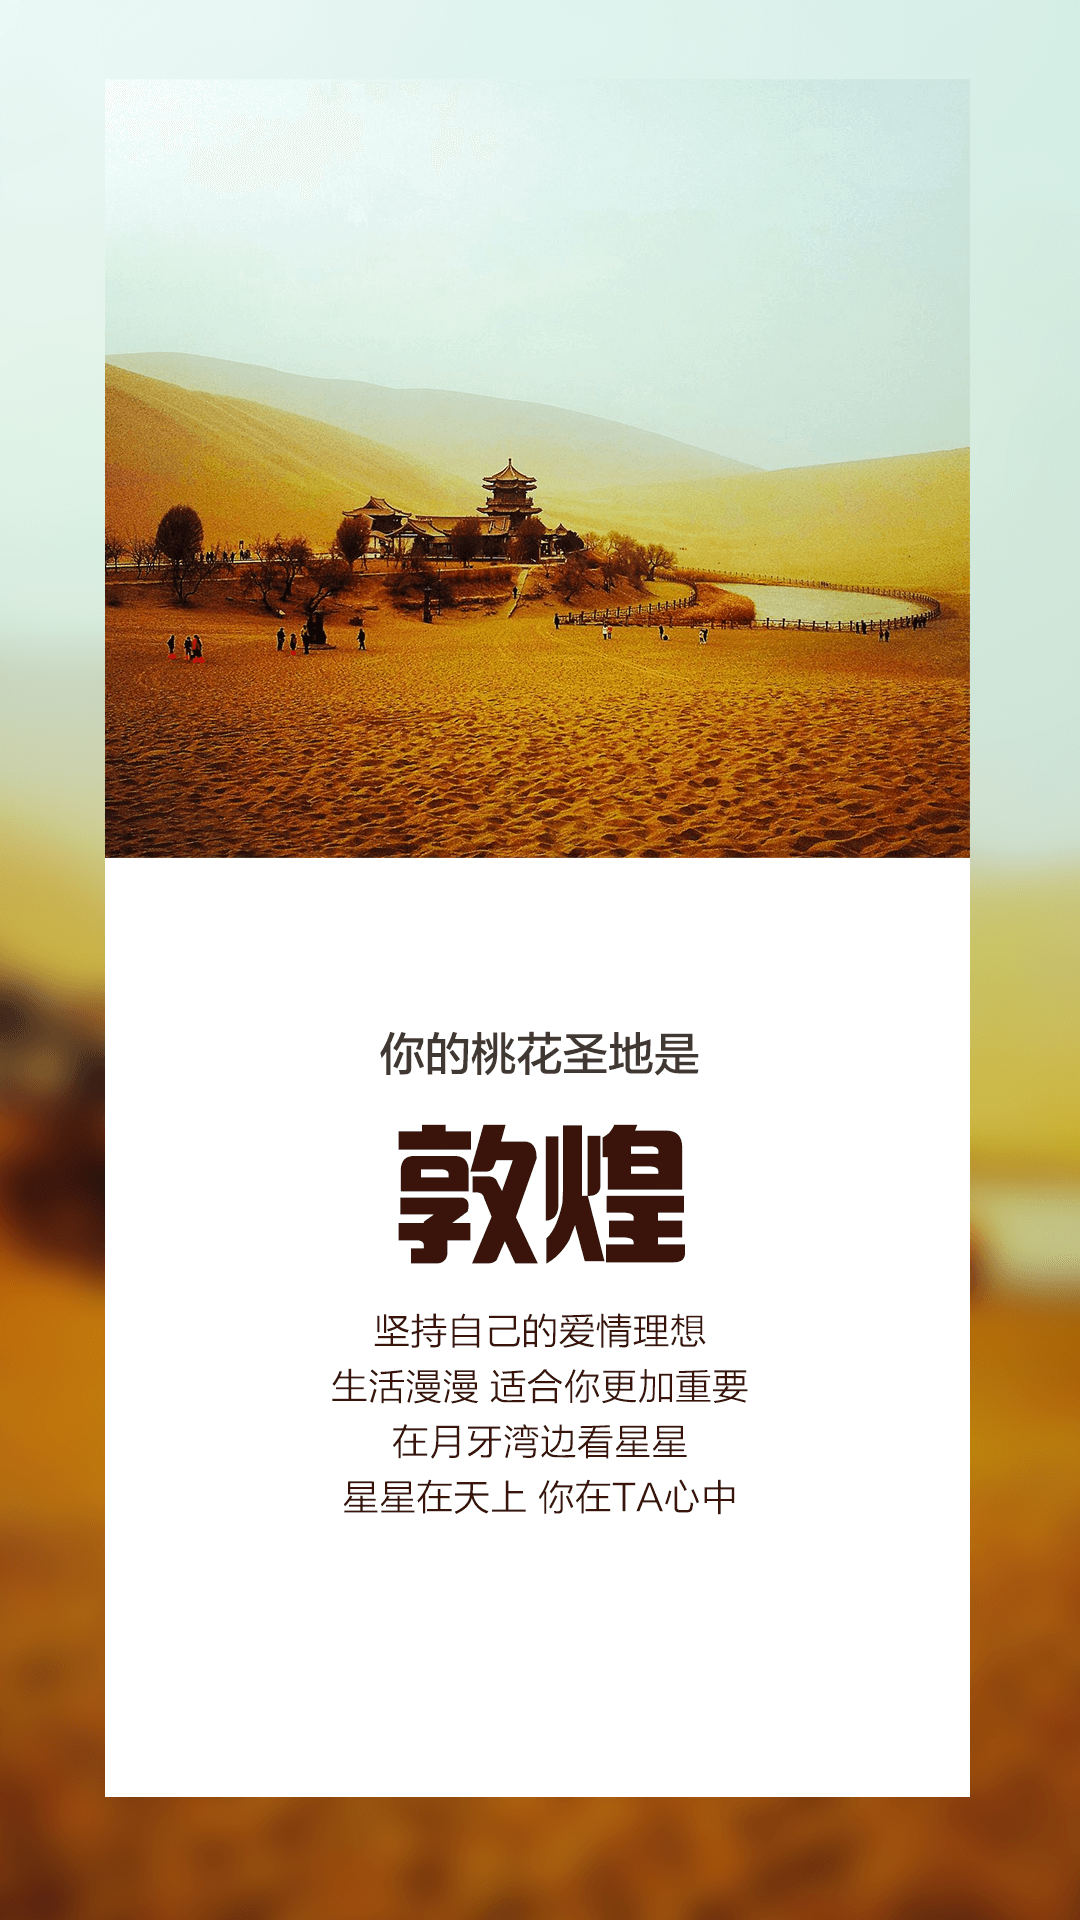 你的桃花圣地是
敦煌
坚持自己的爱情理想
生活漫漫 适合你更加重要
在月牙湾边看星星
星星在天上 你在TA心中